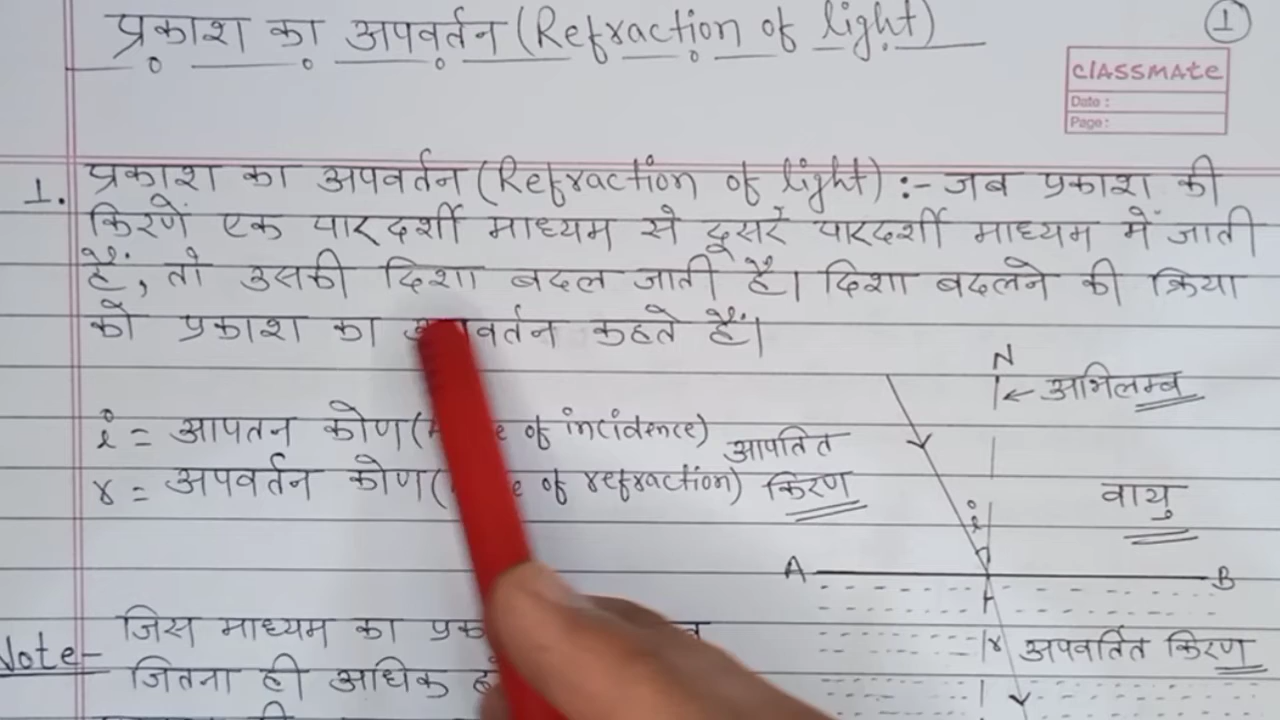 प्रकाश का अपवर्तन (Refraction of light)
1
CLASSMATE
Date :
Page :
1. प्रकाश का अपवर्तन (Refraction of light) :- जब प्रकाश की
किरणें एक पारदर्शी माध्यम से दूसरे पारदर्शी माध्यम में जाती
हैं, तो उसकी दिशा बदल जाती है। दिशा बदलने की क्रिया
को प्रकाश का अपवर्तन कहते हैं।
i = आपतन कोण ( of incidence)
r = अपवर्तन कोण ( of refraction)
आपतित
किरण
N
← अभिलम्ब
i
वायु
A
B
r
अपवर्तित किरण
Note- जिस माध्यम का
जितना ही अधिक